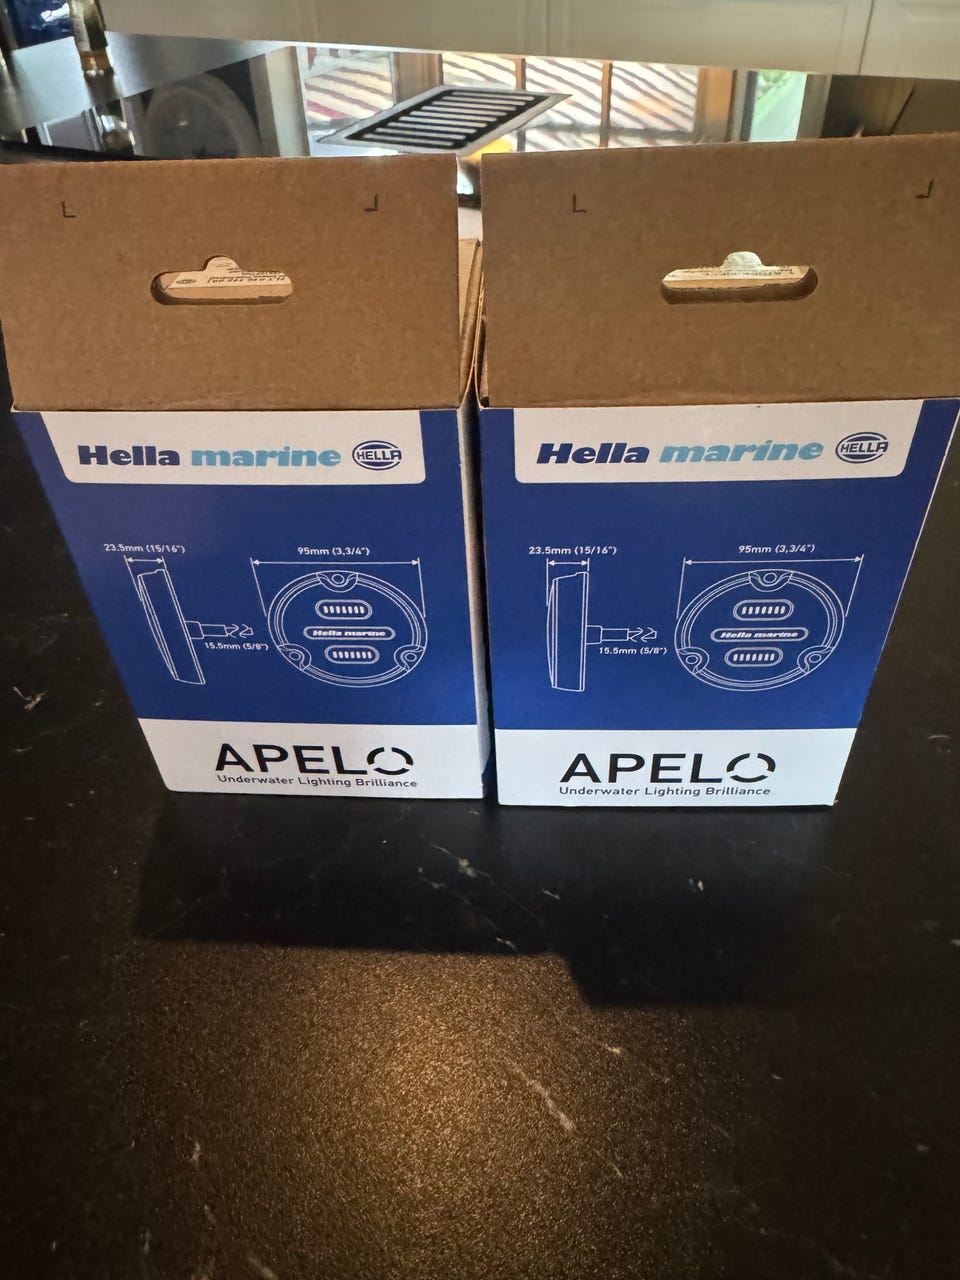 Hella marine HELLA
23.5mm (15/16")
95mm (3,3/4")
Hella marine
15.5mm (5/8")
APELO
Underwater Lighting Brilliance
Hella marine HELLA
23.5mm (15/16")
95mm (3,3/4")
Hella marine
15.5mm (5/8")
APELO
Underwater Lighting Brilliance